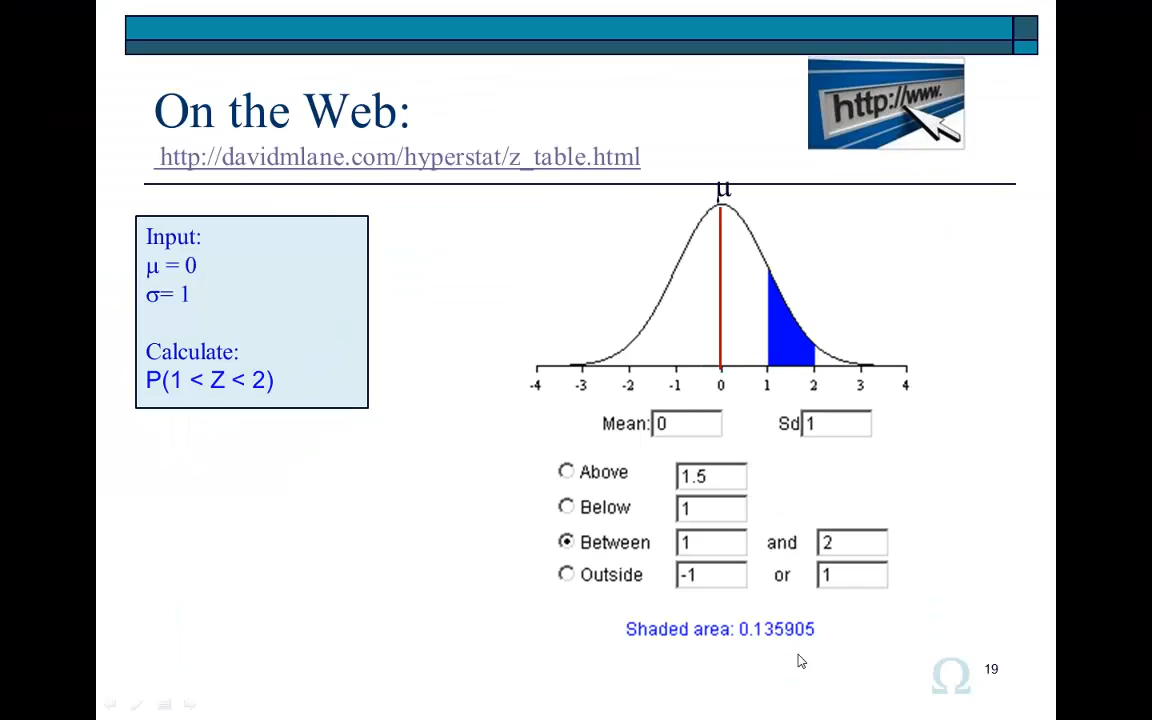 On the Web:
http://www.
http://davidmlane.com/hyperstat/z_table.html
Input:
μ = 0
σ= 1
Calculate:
P(1 < Z < 2)
μ
-4 -3 -2 -1 0 1 2 3 4
Mean: 0 Sd 1
Above 1.5
Below 1
Between 1 and 2
Outside -1 or 1
Shaded area: 0.135905
Ω 19